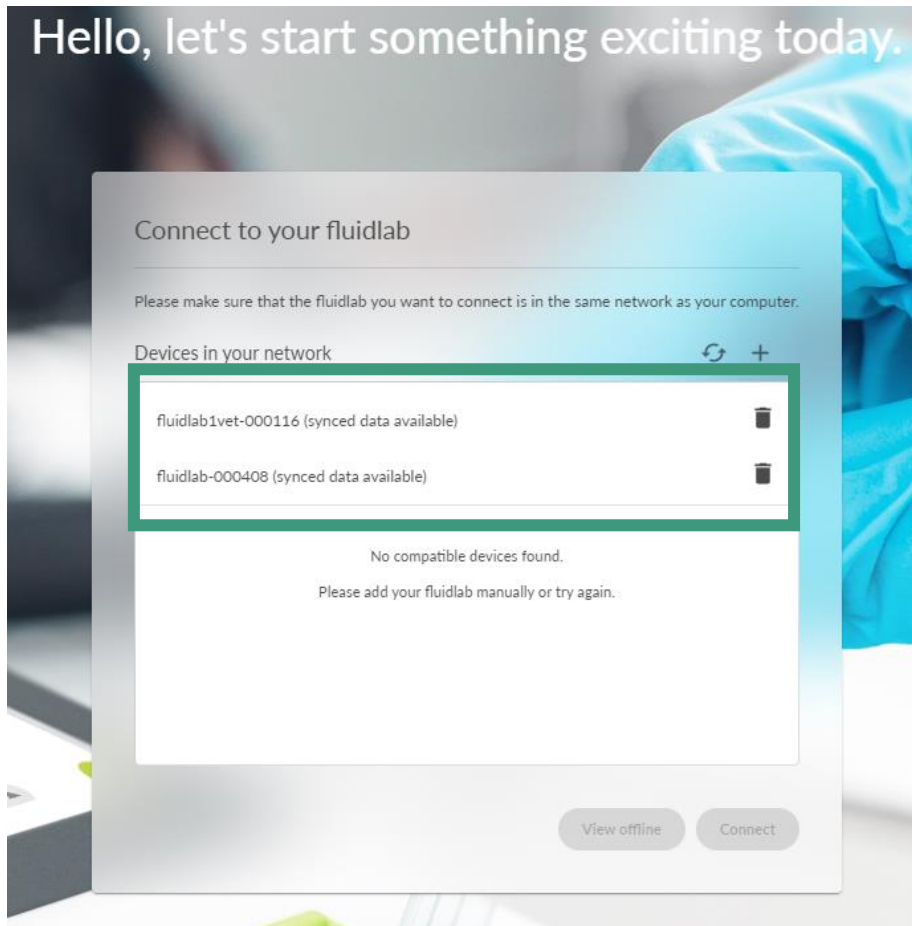 Hello, let's start something exciting today.
Connect to your fluidlab
Please make sure that the fluidlab you want to connect is in the same network as your computer.
Devices in your network
fluidlab1vet-000116 (synced data available)
fluidlab-000408 (synced data available)
No compatible devices found.
Please add your fluidlab manually or try again.
View offline
Connect